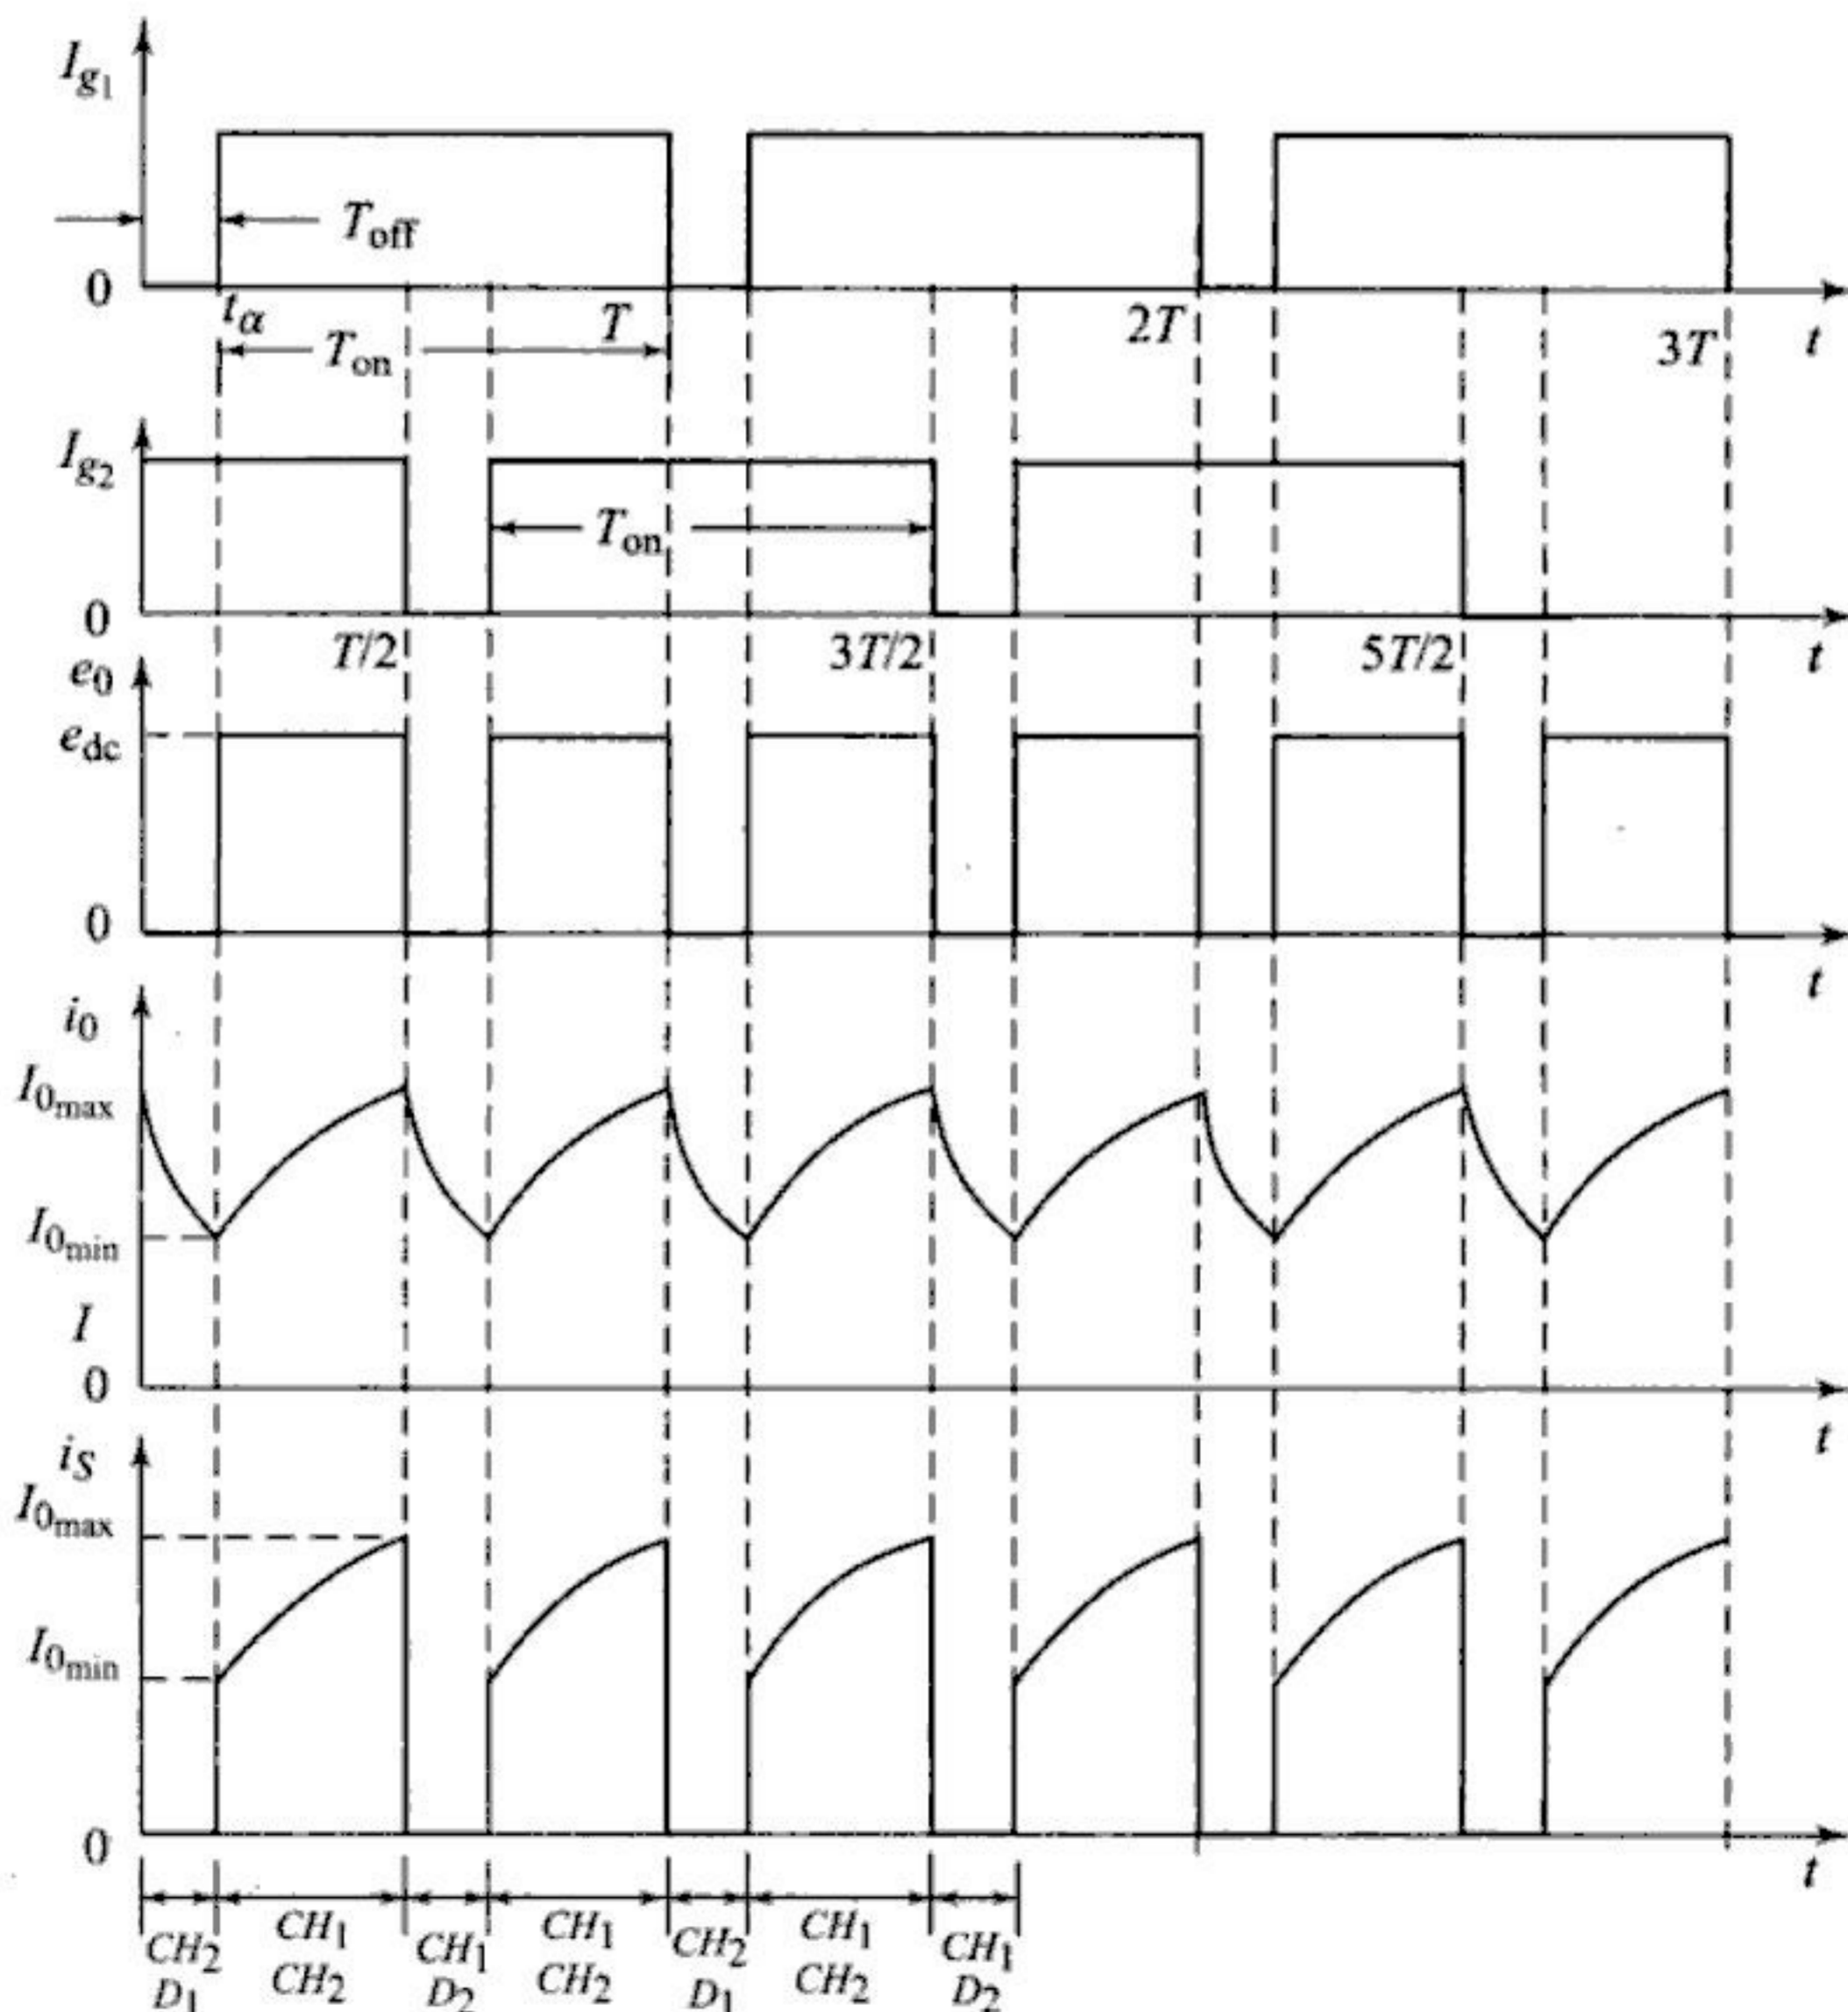 I_g1
T_off
0
t_α T 2T 3T t
T_on
I_g2
T_on
0
T/2 3T/2 5T/2 t
e_0
e_dc
0
t
i_0
I_0max
I_0min
I
0
t
i_S
I_0max
I_0min
0
t
CH_2 CH_1 CH_1 CH_1 CH_2 CH_1 CH_1
D_1 CH_2 D_2 CH_2 D_1 CH_2 D_2